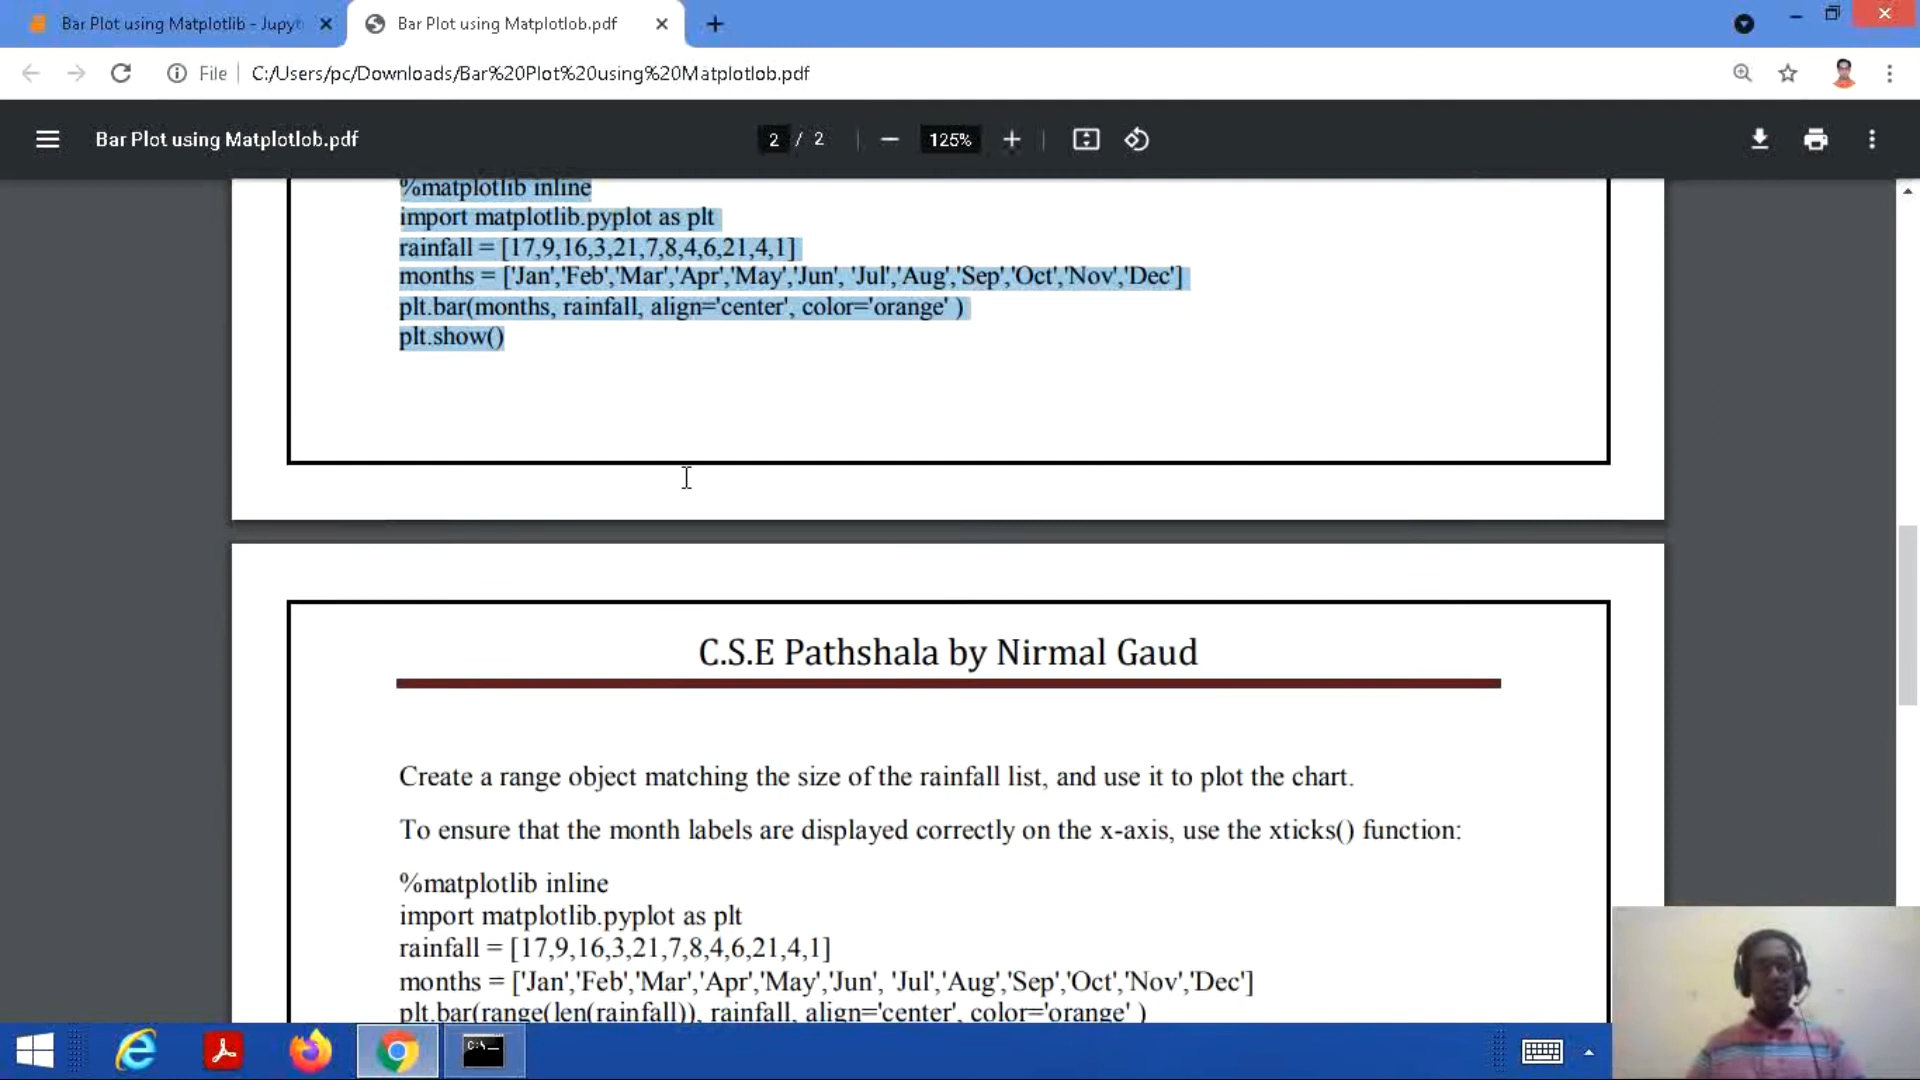 Bar Plot using Matplotlib - Jupyt
Bar Plot using Matplotlob.pdf
File
C:/Users/pc/Downloads/Bar%20Plot%20using%20Matplotlob.pdf
Bar Plot using Matplotlob.pdf
2 / 2
125%
%matplotlib inline
import matplotlib.pyplot as plt
rainfall = [17,9,16,3,21,7,8,4,6,21,4,1]
months = ['Jan','Feb','Mar','Apr','May','Jun', 'Jul','Aug','Sep','Oct','Nov','Dec']
plt.bar(months, rainfall, align='center', color='orange' )
plt.show()
C.S.E Pathshala by Nirmal Gaud
Create a range object matching the size of the rainfall list, and use it to plot the chart.
To ensure that the month labels are displayed correctly on the x-axis, use the xticks() function:
%matplotlib inline
import matplotlib.pyplot as plt
rainfall = [17,9,16,3,21,7,8,4,6,21,4,1]
months = ['Jan','Feb','Mar','Apr','May','Jun', 'Jul','Aug','Sep','Oct','Nov','Dec']
plt.bar(range(len(rainfall)), rainfall, align='center', color='orange' )
C:\